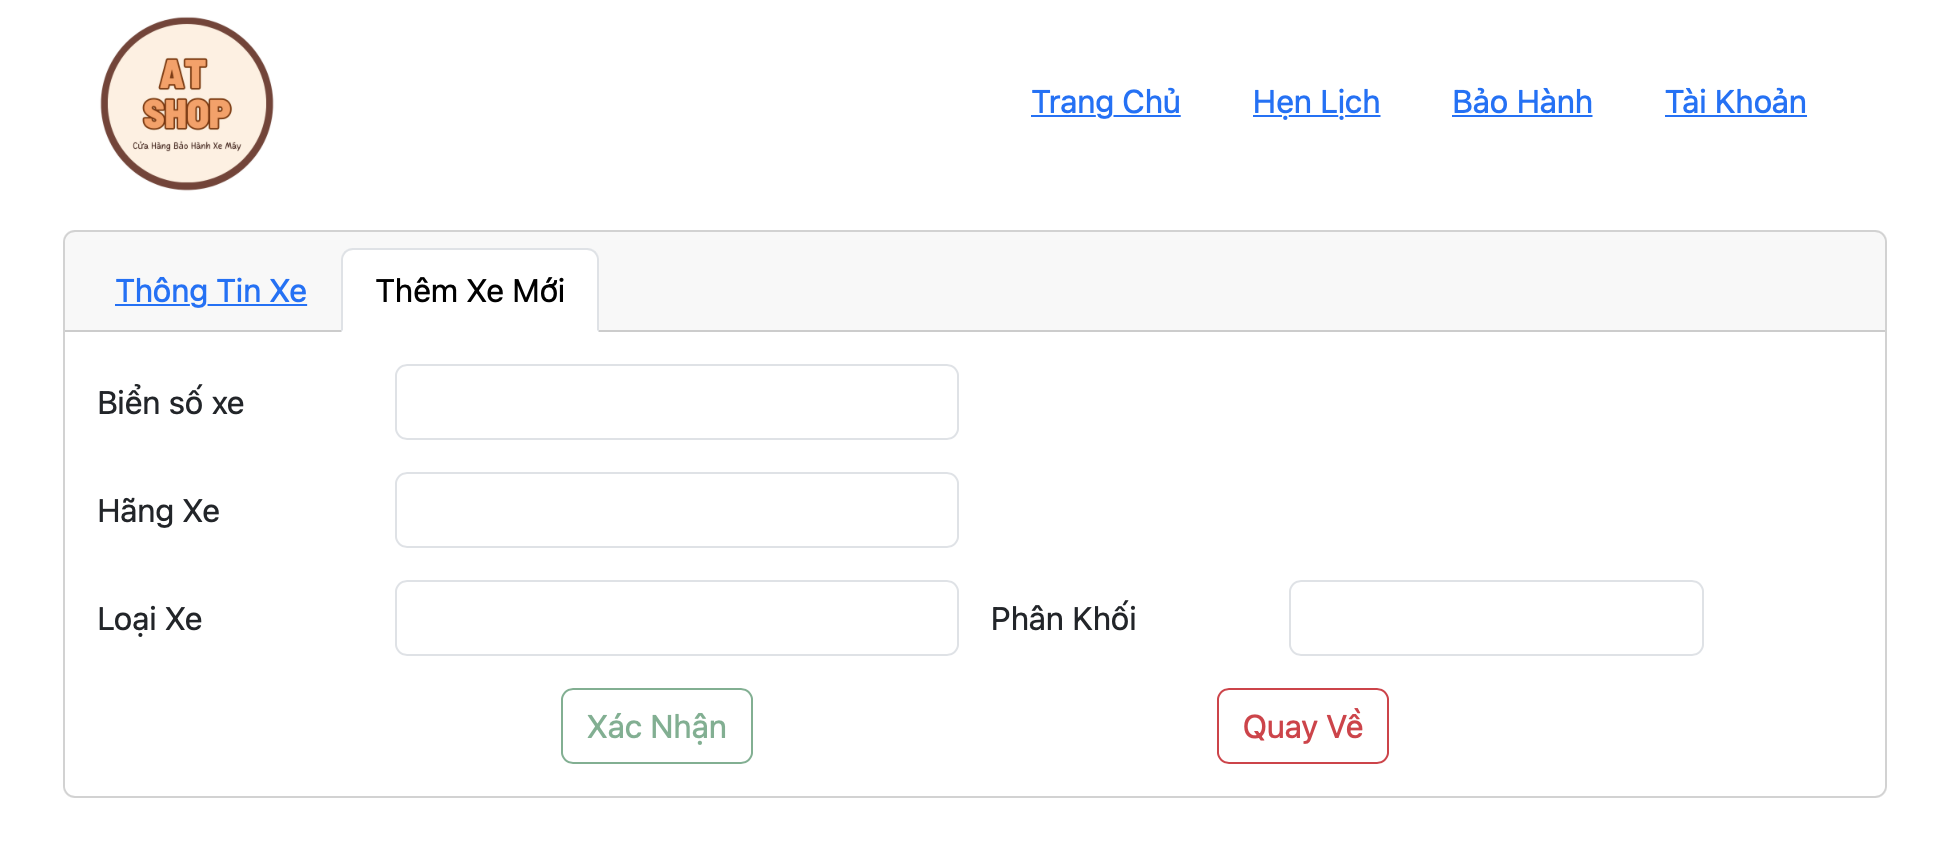 AT
SHOP
Cửa Hàng Bảo Hành Xe Máy
Trang Chủ Hẹn Lịch Bảo Hành Tài Khoản
Thông Tin Xe Thêm Xe Mới
Biển số xe
Hãng Xe
Loại Xe Phân Khối
Xác Nhận Quay Về